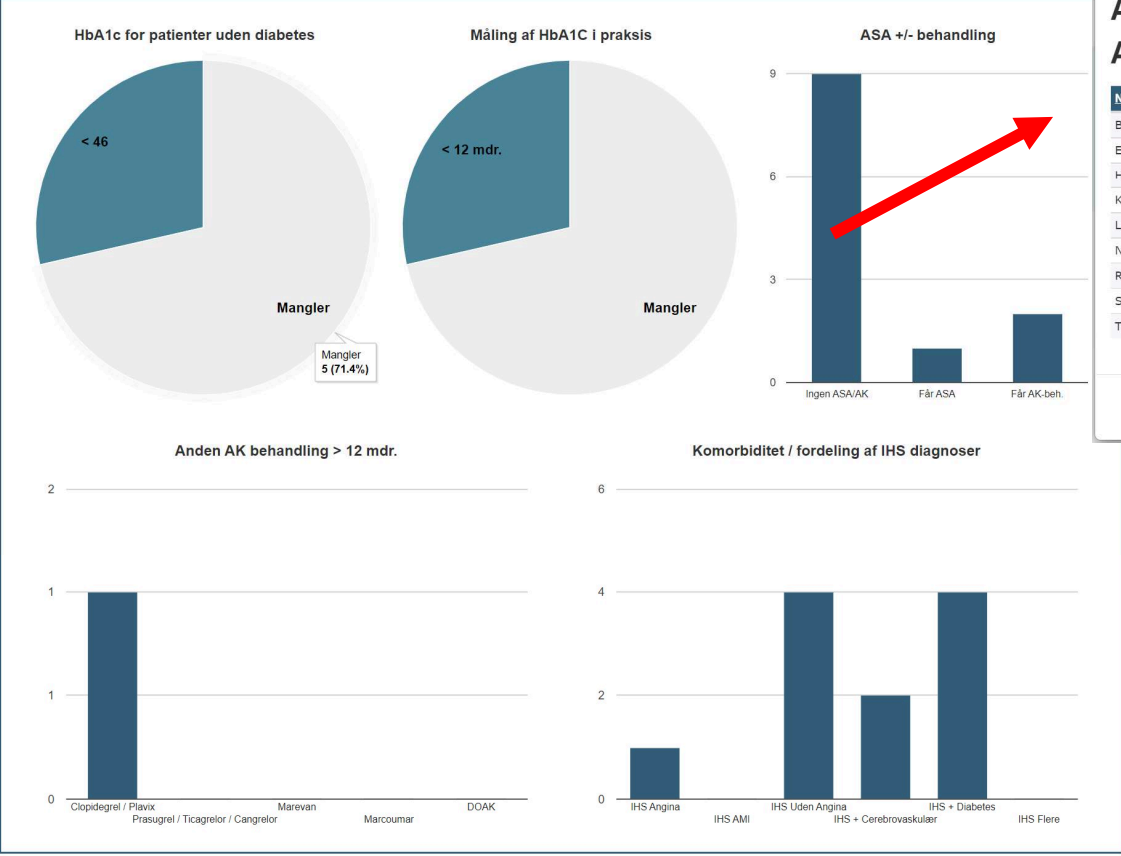 HbA1c for patienter uden diabetes
< 46
Mangler
Mangler
5 (71.4%)
Måling af HbA1C i praksis
< 12 mdr.
Mangler
ASA +/- behandling
9
6
3
0
Ingen ASA/AK
Får ASA
Får AK-beh.
Anden AK behandling > 12 mdr.
2
1
1
0
Clopidegrel / Plavix
Prasugrel / Ticagrelor / Cangrelor
Marevan
Marcoumar
DOAK
Komorbiditet / fordeling af IHS diagnoser
6
4
2
0
IHS Angina
IHS AMI
IHS Uden Angina
IHS + Cerebrovaskulær
IHS + Diabetes
IHS Flere